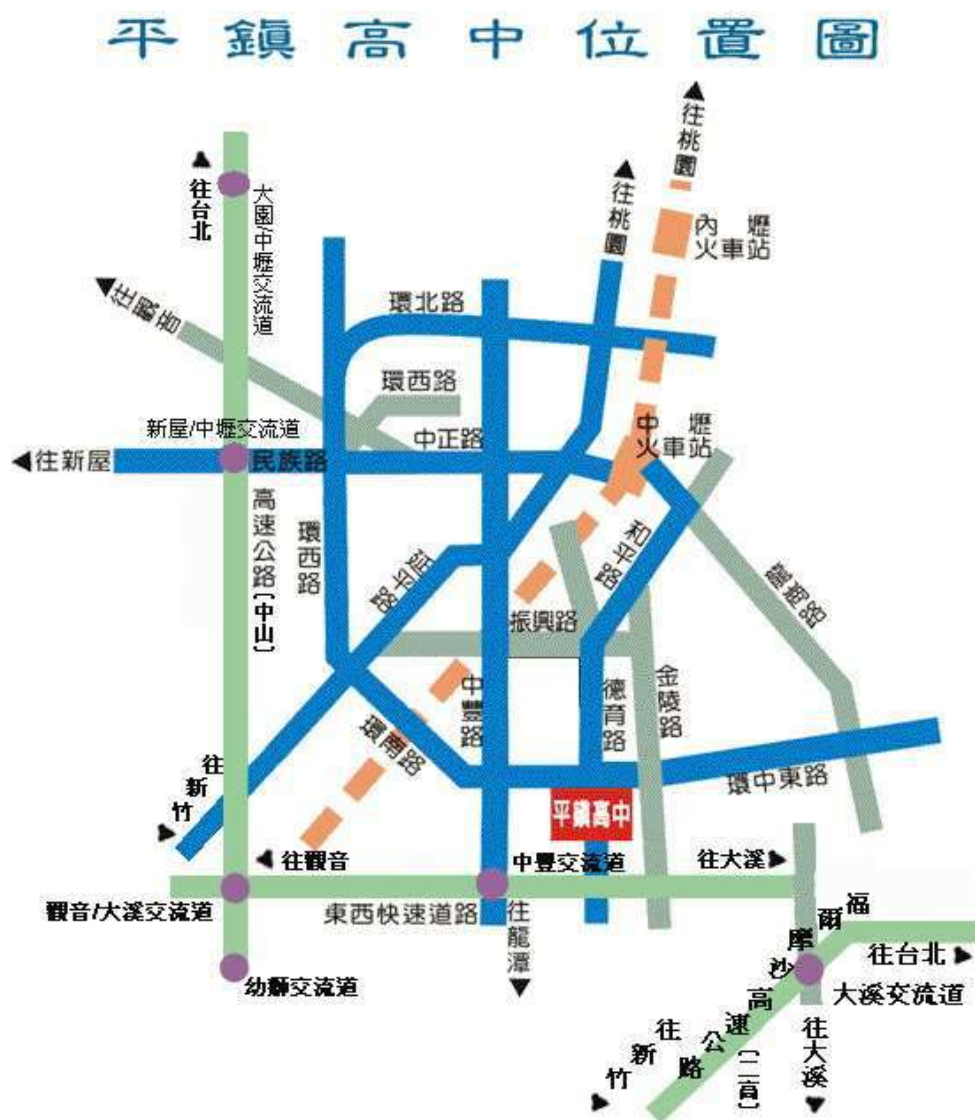 平鎮高中位置圖
往桃園
往桃園
往台北
大園/中壢交流道
內壢
火車站
往觀音
環北路
環西路
新屋/中壢交流道
中正路
中壢
火車站
往新屋
民族路
高速公路(中山)
環西路
延平路
和平路
振興路
中豐路
德育路
金陵路
環南路
環中東路
往新竹
平鎮高中
往觀音
中豐交流道
往大溪
觀音/大溪交流道
東西快速道路
往龍潭
幼獅交流道
福爾摩沙高速公路(二高)
往台北
大溪交流道
往新竹
往大溪